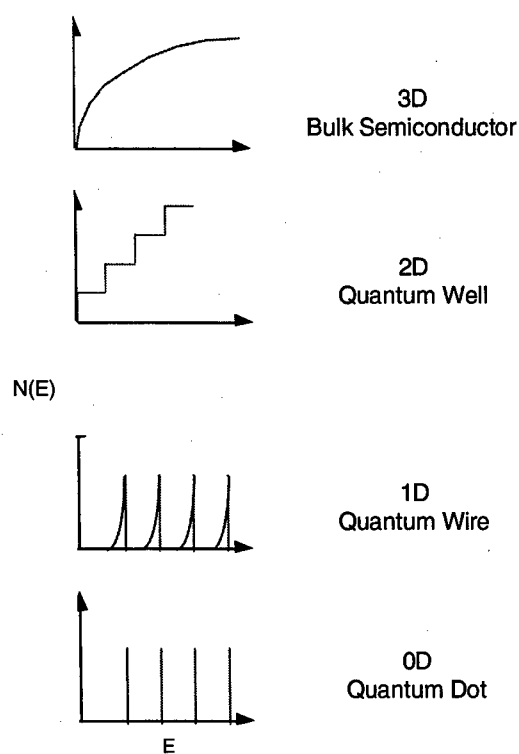 3D
Bulk Semiconductor
2D
Quantum Well
N(E)
1D
Quantum Wire
0D
Quantum Dot
E